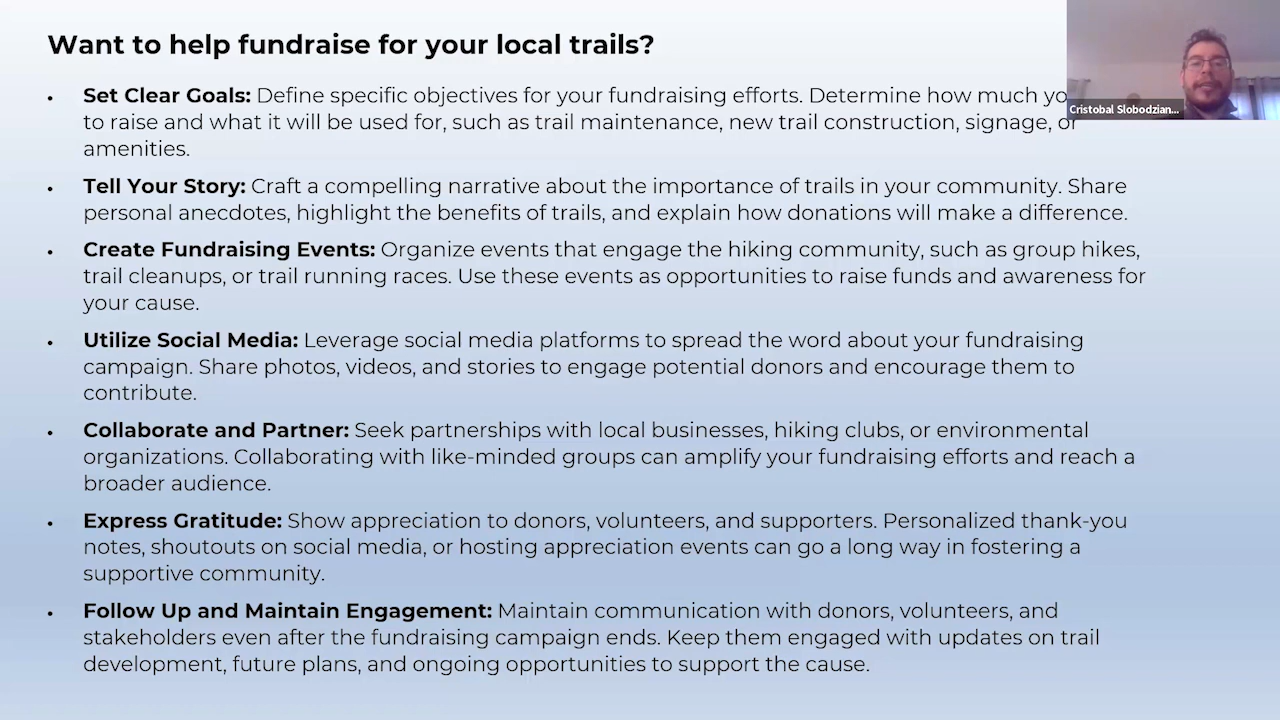 Want to help fundraise for your local trails?
• Set Clear Goals: Define specific objectives for your fundraising efforts. Determine how much yo
to raise and what it will be used for, such as trail maintenance, new trail construction, signage, or
amenities.
• Tell Your Story: Craft a compelling narrative about the importance of trails in your community. Share
personal anecdotes, highlight the benefits of trails, and explain how donations will make a difference.
• Create Fundraising Events: Organize events that engage the hiking community, such as group hikes,
trail cleanups, or trail running races. Use these events as opportunities to raise funds and awareness for
your cause.
• Utilize Social Media: Leverage social media platforms to spread the word about your fundraising
campaign. Share photos, videos, and stories to engage potential donors and encourage them to
contribute.
• Collaborate and Partner: Seek partnerships with local businesses, hiking clubs, or environmental
organizations. Collaborating with like-minded groups can amplify your fundraising efforts and reach a
broader audience.
• Express Gratitude: Show appreciation to donors, volunteers, and supporters. Personalized thank-you
notes, shoutouts on social media, or hosting appreciation events can go a long way in fostering a
supportive community.
• Follow Up and Maintain Engagement: Maintain communication with donors, volunteers, and
stakeholders even after the fundraising campaign ends. Keep them engaged with updates on trail
development, future plans, and ongoing opportunities to support the cause.
Cristobal Slobodzian...